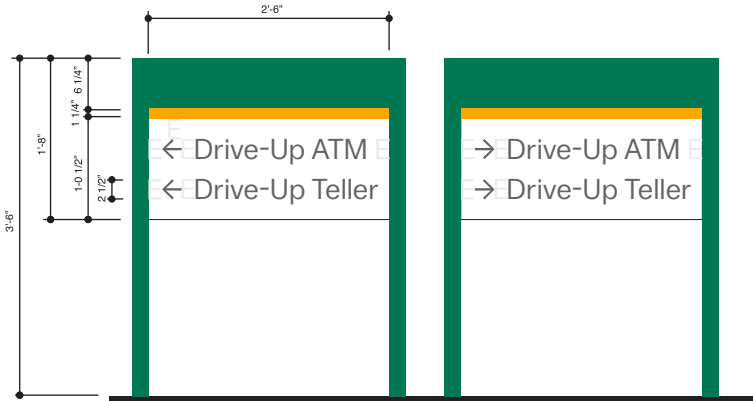 2'-6"
6 1/4"
1 1/4"
1'-8"
1-0 1/2"
2 1/2"
3'-6"
E
E ← E Drive-Up ATM E
E ← E Drive-Up Teller
E → E Drive-Up ATM E
E → E Drive-Up Teller